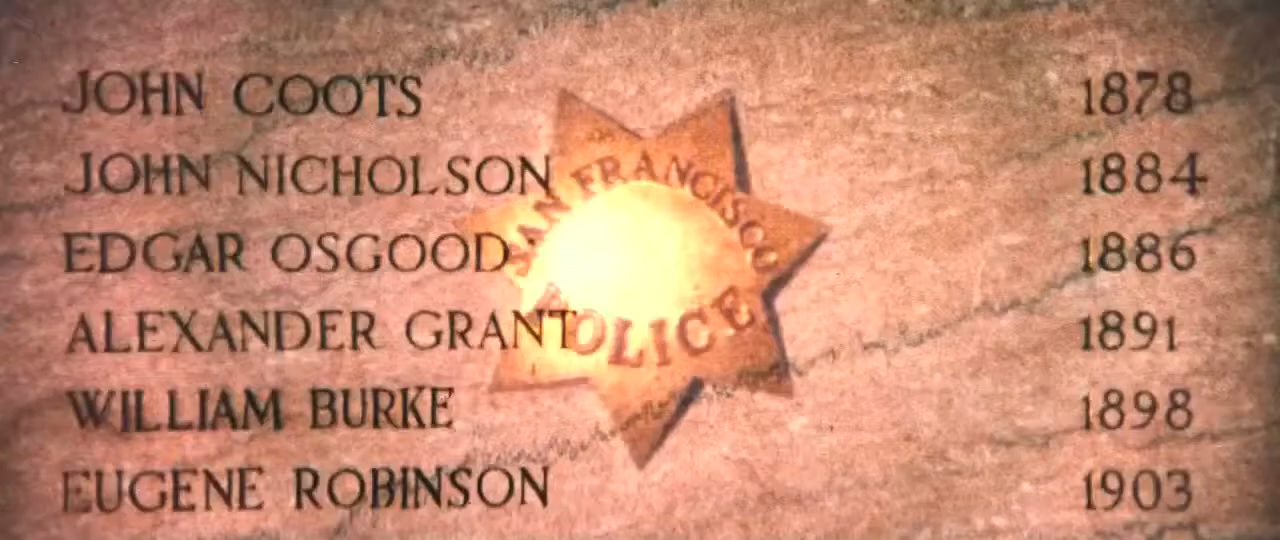 JOHN COOTS 1878
JOHN NICHOLSON 1884
EDGAR OSGOOD 1886
ALEXANDER GRANT 1891
WILLIAM BURKE 1898
EUGENE ROBINSON 1903
SAN FRANCISCO
POLICE